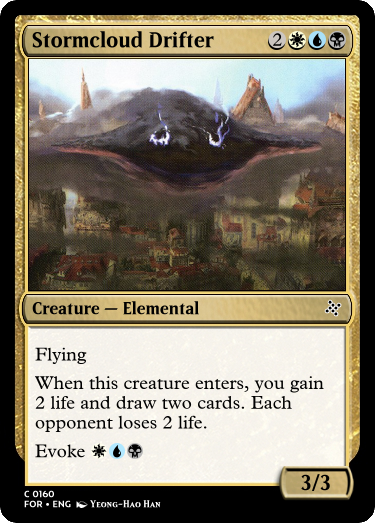 Stormcloud Drifter 2
Creature — Elemental
Flying
When this creature enters, you gain
2 life and draw two cards. Each
opponent loses 2 life.
Evoke
3/3
C 0160
FOR • ENG Yeong-Hao Han